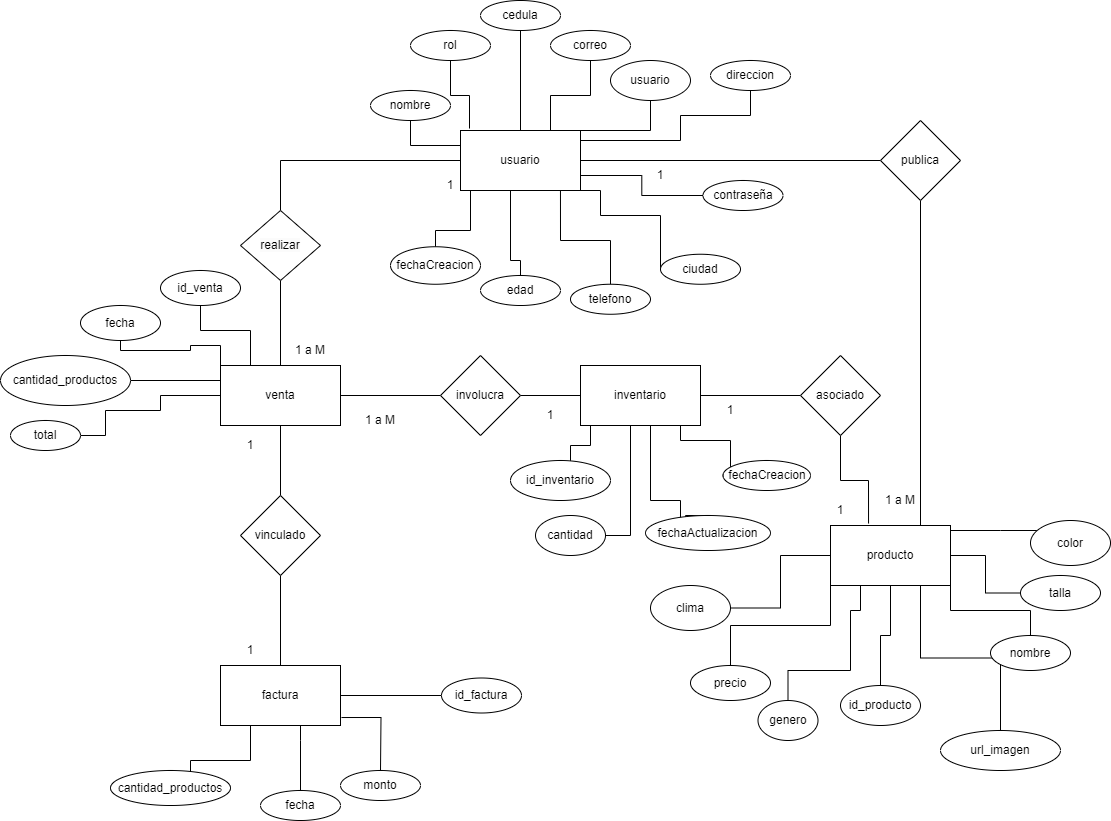 cedula
rol
correo
usuario
direccion
nombre
usuario
publica
1
1
contraseña
realizar
fechaCreacion
ciudad
id_venta
edad
telefono
fecha
1 a M
cantidad_productos
venta
involucra
inventario
asociado
1 a M
1
1
total
1
fechaCreacion
id_inventario
1 a M
1
vinculado
cantidad
fechaActualizacion
color
producto
talla
clima
1
nombre
precio
factura
id_factura
id_producto
genero
url_imagen
cantidad_productos
monto
fecha